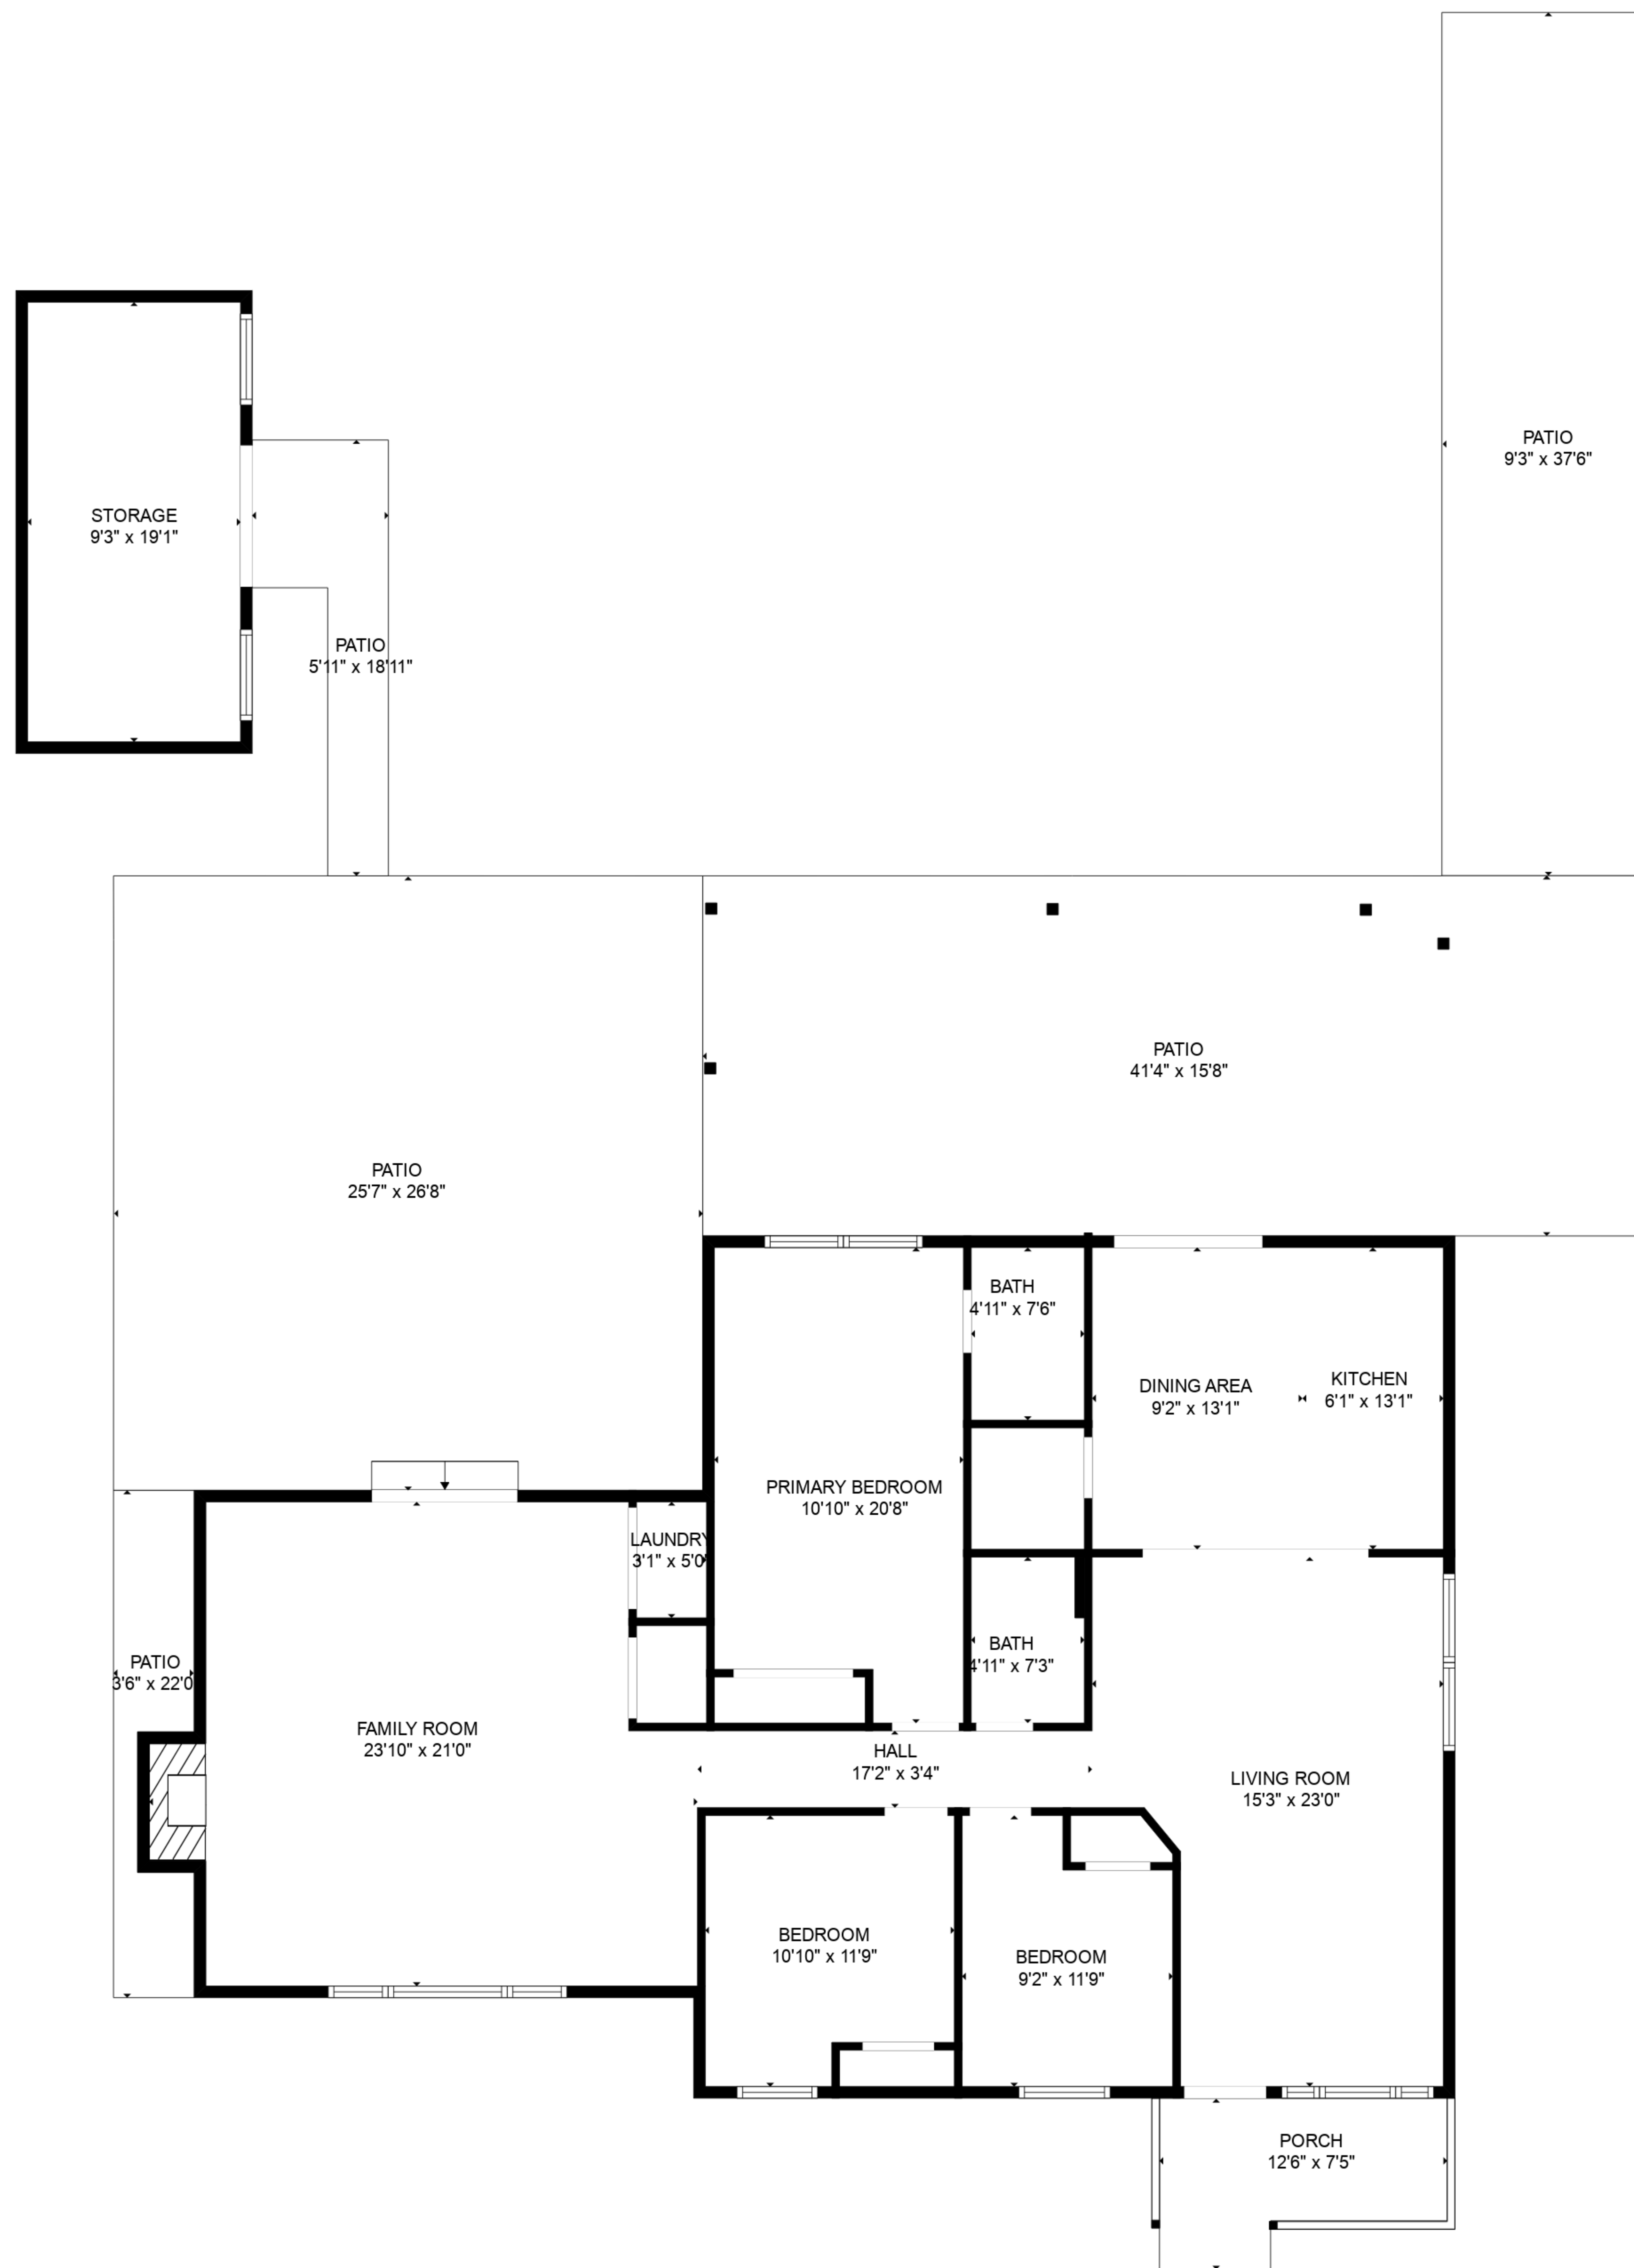 PATIO
9'3" x 37'6"
STORAGE
9'3" x 19'1"
PATIO
5'11" x 18'11"
PATIO
41'4" x 15'8"
PATIO
25'7" x 26'8"
BATH
4'11" x 7'6"
DINING AREA
9'2" x 13'1"
KITCHEN
6'1" x 13'1"
PRIMARY BEDROOM
10'10" x 20'8"
LAUNDRY
3'1" x 5'0"
BATH
4'11" x 7'3"
PATIO
3'6" x 22'0
FAMILY ROOM
23'10" x 21'0"
HALL
17'2" x 3'4"
LIVING ROOM
15'3" x 23'0"
BEDROOM
10'10" x 11'9"
BEDROOM
9'2" x 11'9"
PORCH
12'6" x 7'5"